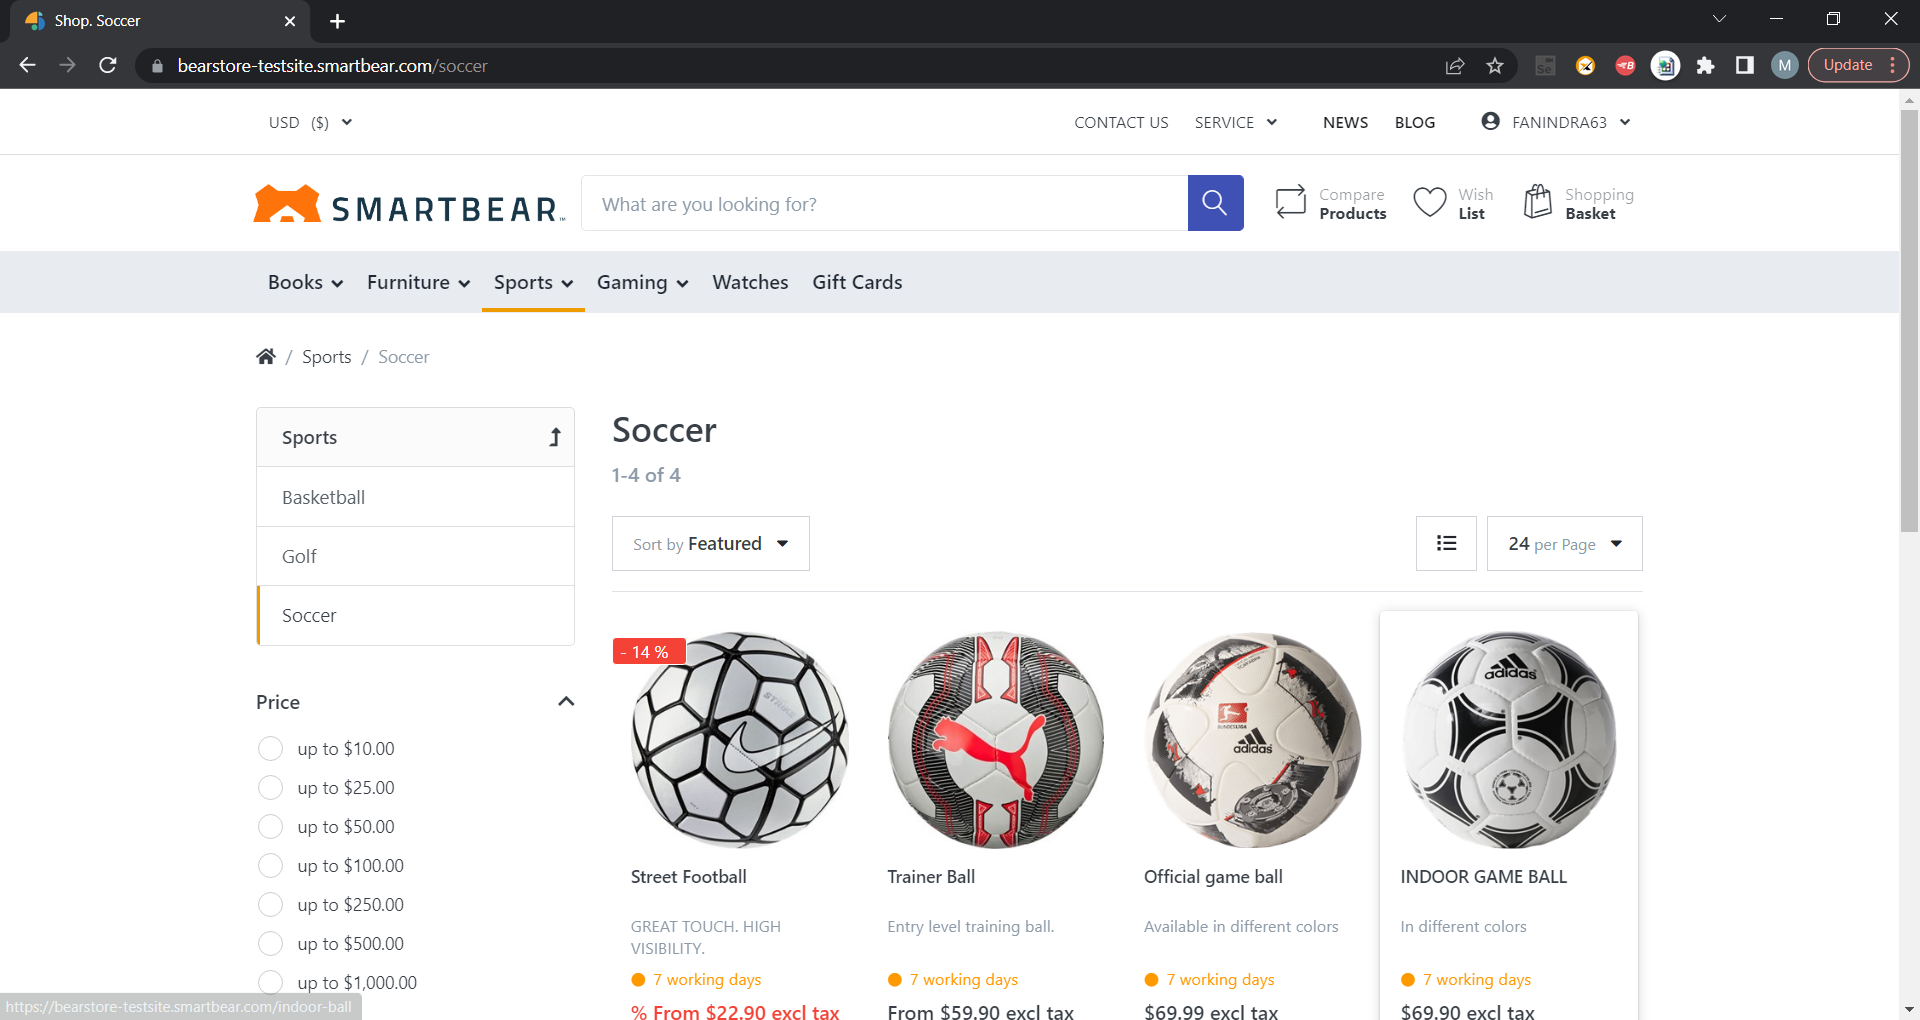 Shop. Soccer
bearstore-testsite.smartbear.com/soccer
Se
B
M
Update
USD ($)
CONTACT US
SERVICE
NEWS
BLOG
FANINDRA63
SMARTBEAR™
What are you looking for?
Compare
Products
Wish
List
Shopping
Basket
Books
Furniture
Sports
Gaming
Watches
Gift Cards
/ Sports / Soccer
Sports
Basketball
Golf
Soccer
Price
up to $10.00
up to $25.00
up to $50.00
up to $100.00
up to $250.00
up to $500.00
up to $1,000.00
Soccer
1-4 of 4
Sort by Featured
24 per Page
- 14 %
STRIKE
Street Football
GREAT TOUCH. HIGH
VISIBILITY.
7 working days
% From $22.90 excl tax
Trainer Ball
Entry level training ball.
7 working days
From $59.90 excl tax
BUNDESLIGA
adidas
Official game ball
Available in different colors
7 working days
$69.99 excl tax
adidas
INDOOR GAME BALL
In different colors
7 working days
$69.90 excl tax
https://bearstore-testsite.smartbear.com/indoor-ball